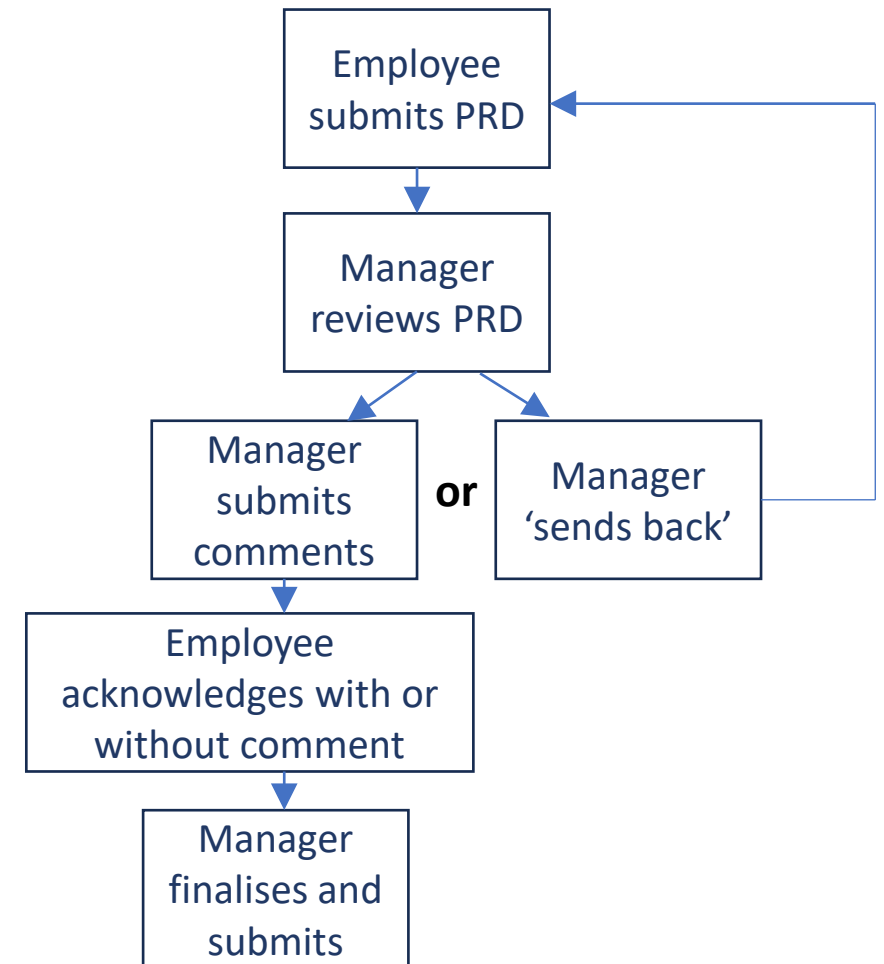 Employee
submits PRD
Manager
reviews PRD
Manager
submits
comments
or
Manager
‘sends back’
Employee
acknowledges with or
without comment
Manager
finalises and
submits